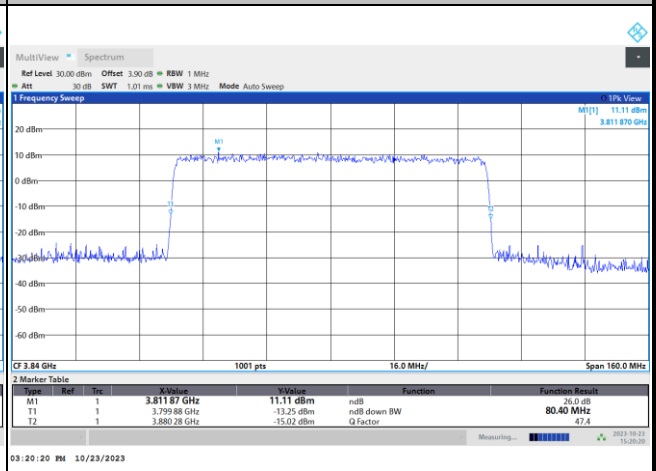 MultiView Spectrum
Ref Level 30.00 dBm Offset 3.90 dB RBW 1 MHz
Att 30 dB SWT 1.01 ms VBW 3 MHz Mode Auto Sweep
1 Frequency Sweep 1Pk View
M1[1] 11.11 dBm
3.811 870 GHz
M1
20 dBm
10 dBm
0 dBm
-10 dBm
T1
T2
-20 dBm
-30 dBm
-40 dBm
-50 dBm
-60 dBm
CF 3.84 GHz 1001 pts 16.0 MHz/ Span 160.0 MHz
2 Marker Table
Type Ref Trc X-Value Y-Value Function Function Result
M1 1 3.811 87 GHz 11.11 dBm ndB 26.0 dB
T1 1 3.799 88 GHz -13.25 dBm ndB down BW 80.40 MHz
T2 1 3.880 28 GHz -15.02 dBm Q Factor 47.4
Measuring... 2023-10-23
15:20:20
03:20:20 PM 10/23/2023